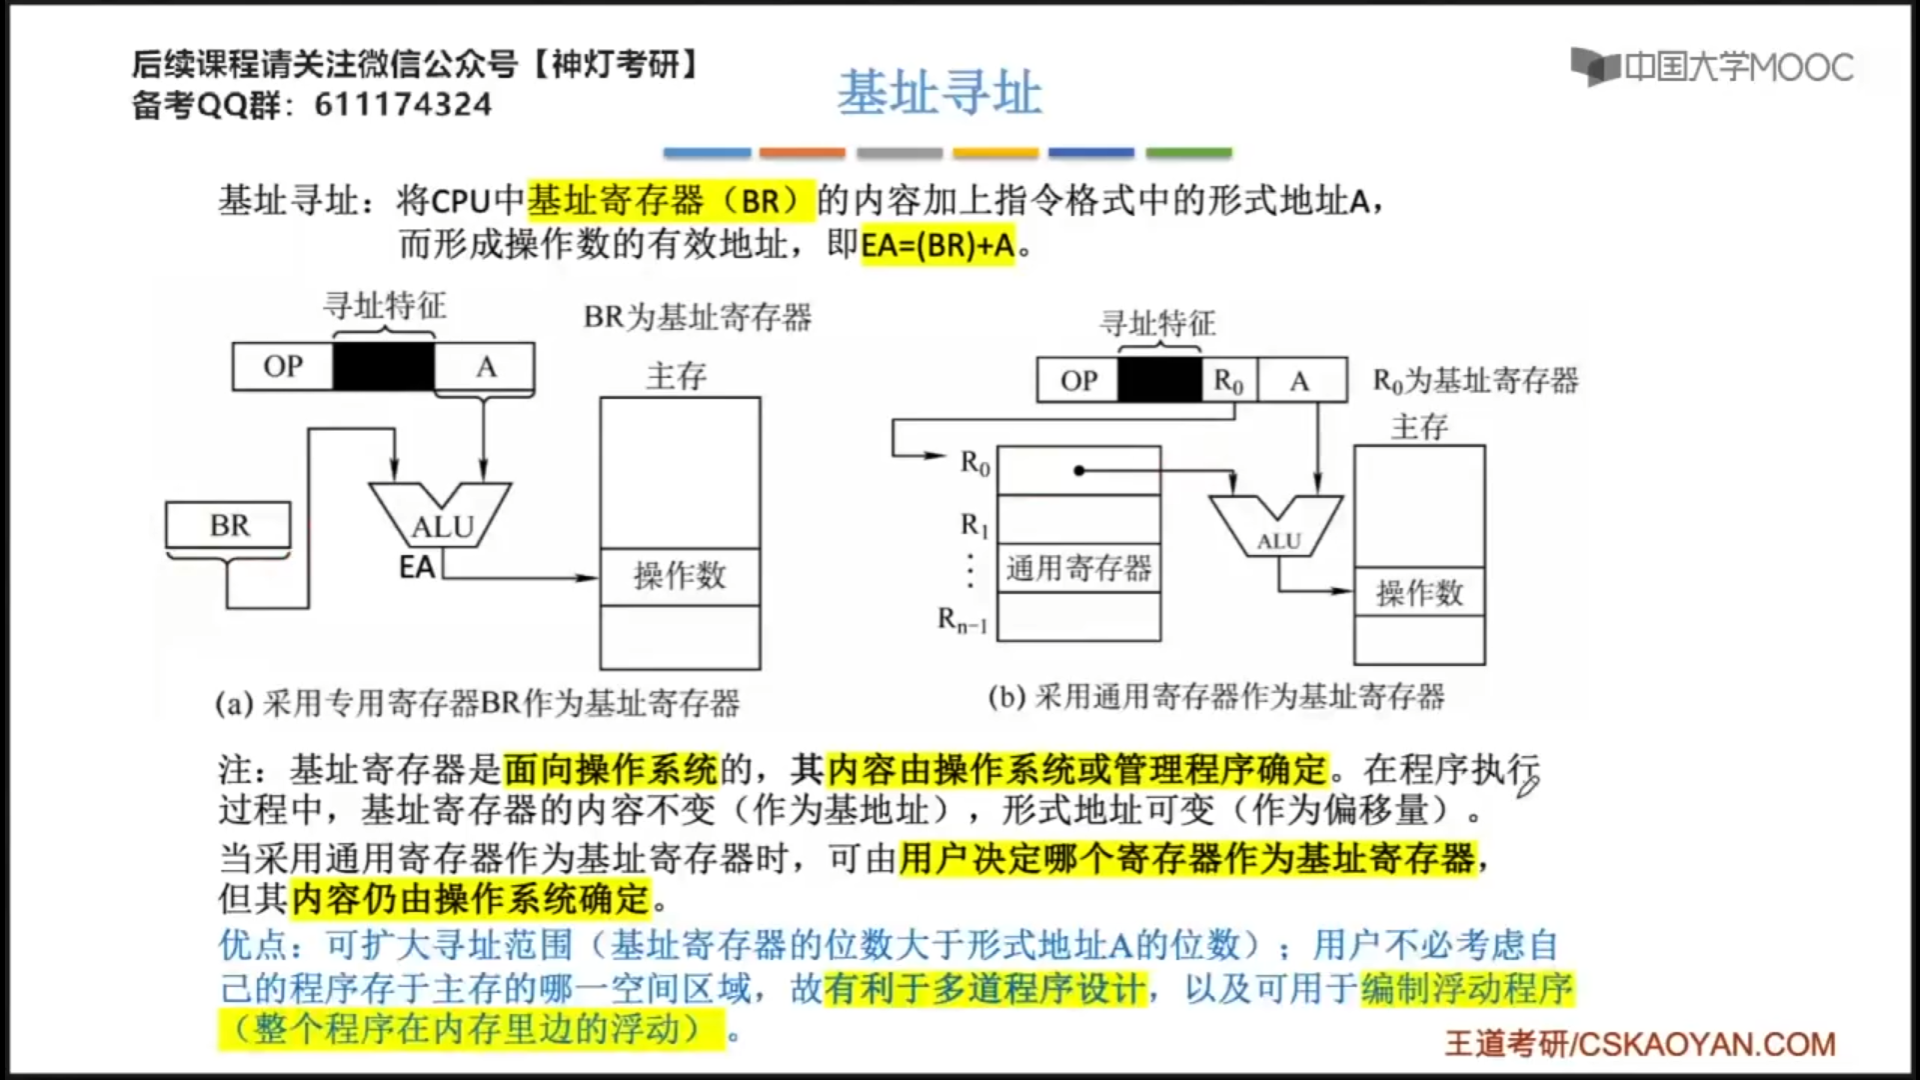 后续课程请关注微信公众号【神灯考研】
备考QQ群：611174324
中国大学MOOC
基址寻址
基址寻址：将CPU中基址寄存器（BR）的内容加上指令格式中的形式地址A，
而形成操作数的有效地址，即EA=(BR)+A。
寻址特征
BR为基址寄存器
OP
A
主存
BR
ALU
EA
操作数
(a) 采用专用寄存器BR作为基址寄存器
寻址特征
OP
R0
A
R0为基址寄存器
主存
R0
R1
⋮
通用寄存器
Rn-1
ALU
操作数
(b) 采用通用寄存器作为基址寄存器
注：基址寄存器是面向操作系统的，其内容由操作系统或管理程序确定。在程序执行
过程中，基址寄存器的内容不变（作为基地址），形式地址可变（作为偏移量）。
当采用通用寄存器作为基址寄存器时，可由用户决定哪个寄存器作为基址寄存器，
但其内容仍由操作系统确定。
优点：可扩大寻址范围（基址寄存器的位数大于形式地址A的位数）；用户不必考虑自
己的程序存于主存的哪一空间区域，故有利于多道程序设计，以及可用于编制浮动程序
（整个程序在内存里边的浮动）。
王道考研/CSKAOYAN.COM